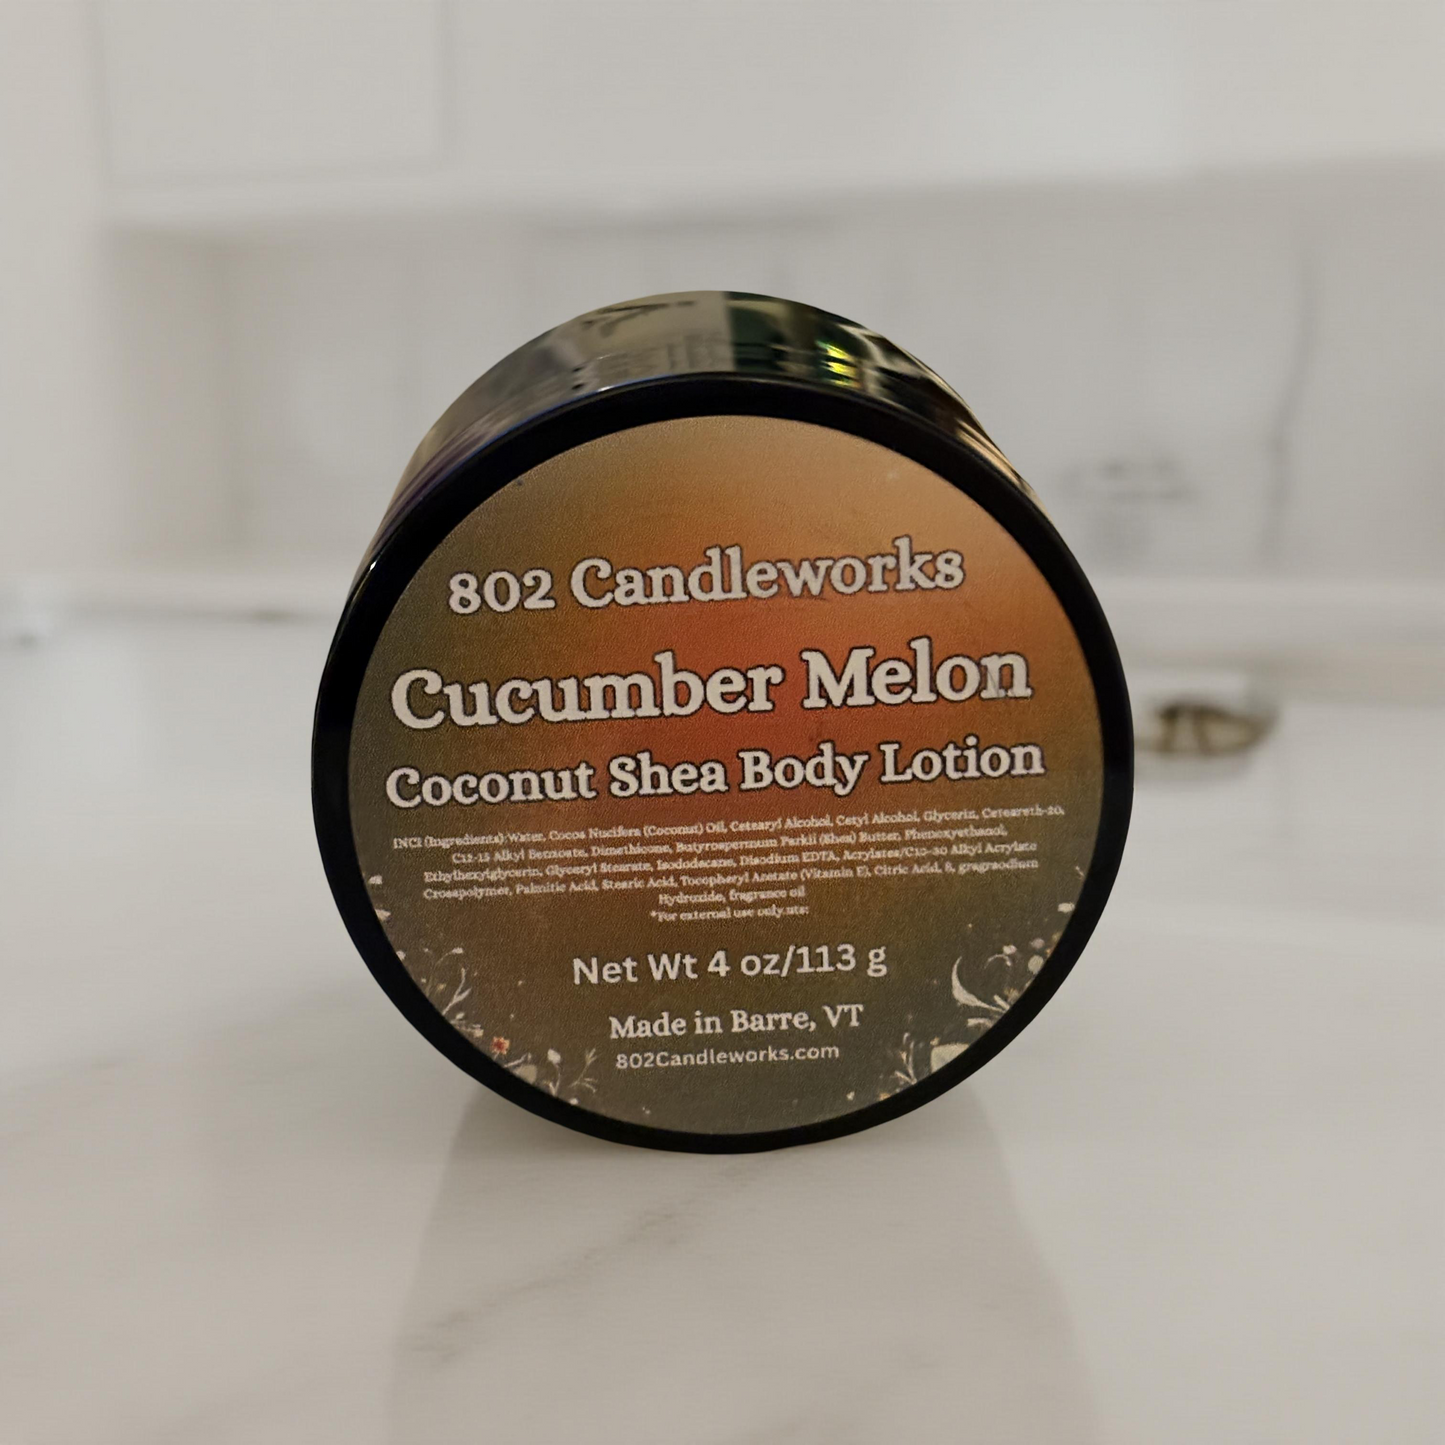 802 Candleworks
Cucumber Melon
Coconut Shea Body Lotion
INCI (Ingredients):Water, Cocos Nucifera (Coconut) Oil, Cetearyl Alcohol, Cetyl Alcohol, Glycerin, Ceteareth-20,
C12-15 Alkyl Benzoate, Dimethicone, Butyrospermum Parkii (Shea) Butter, Phenoxyethanol,
Ethylhexylglycerin, Glyceryl Stearate, Isododecane, Disodium EDTA, Acrylates/C10-30 Alkyl Acrylate
Crosspolymer, Palmitic Acid, Stearic Acid, Tocopheryl Acetate (Vitamin E), Citric Acid, &, gragraodium
Hydroxide, fragrance oil
*For external use only.nts:
Net Wt 4 oz/113 g
Made in Barre, VT
802Candleworks.com